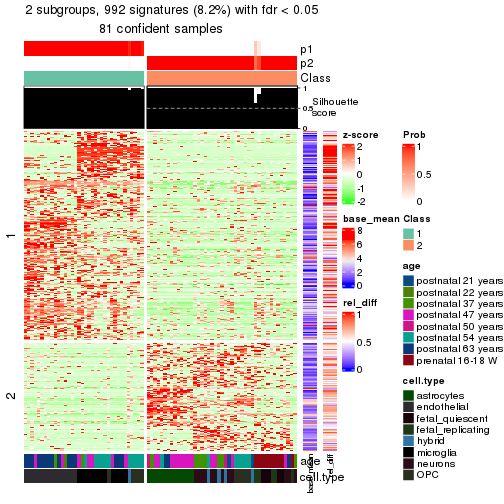 2 subgroups, 992 signatures (8.2%) with fdr < 0.05
81 confident samples
p1
p2
Class
1
0.5
0
Silhouette
score
1
2
z-score
2
1
0
-1
-2
Prob
1
0.5
0
base_mean
8
6
4
2
0
Class
1
2
age
postnatal 21 years
postnatal 22 years
postnatal 37 years
postnatal 47 years
postnatal 50 years
postnatal 54 years
postnatal 63 years
prenatal 16-18 W
rel_diff
1
0.5
0
cell.type
astrocytes
endothelial
fetal_quiescent
fetal_replicating
hybrid
microglia
neurons
OPC
age
cell.type
base_mean
rel_diff